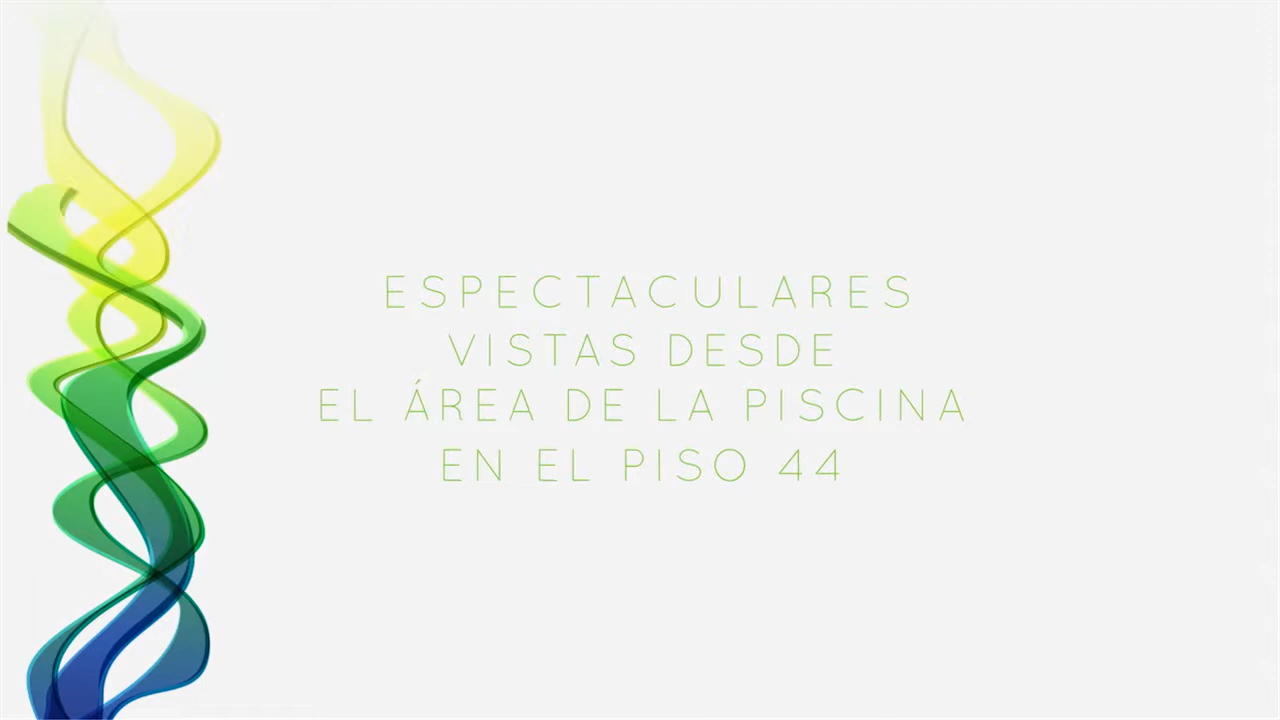 ESPECTACULARES
VISTAS DESDE
EL ÁREA DE LA PISCINA
EN EL PISO 44